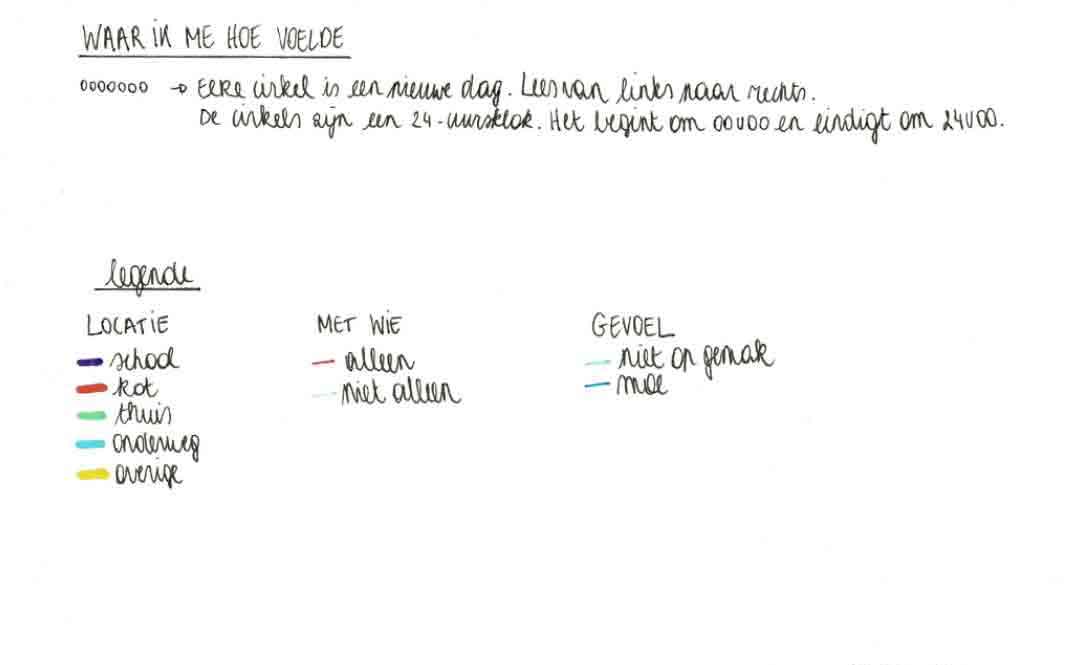 WAAR iK ME HOE VOELDE
0000000 → Elke cirkel is een nieuwe dag. Lees van links naar rechts.
De cirkels zijn een 24-uursklok. Het begint om 00u00 en eindigt om 24u00.
legende
LOCATiE
school
kot
thuis
onderweg
overige
MET WiE
alleen
niet alleen
GEVOEL
niet op gemak
moe